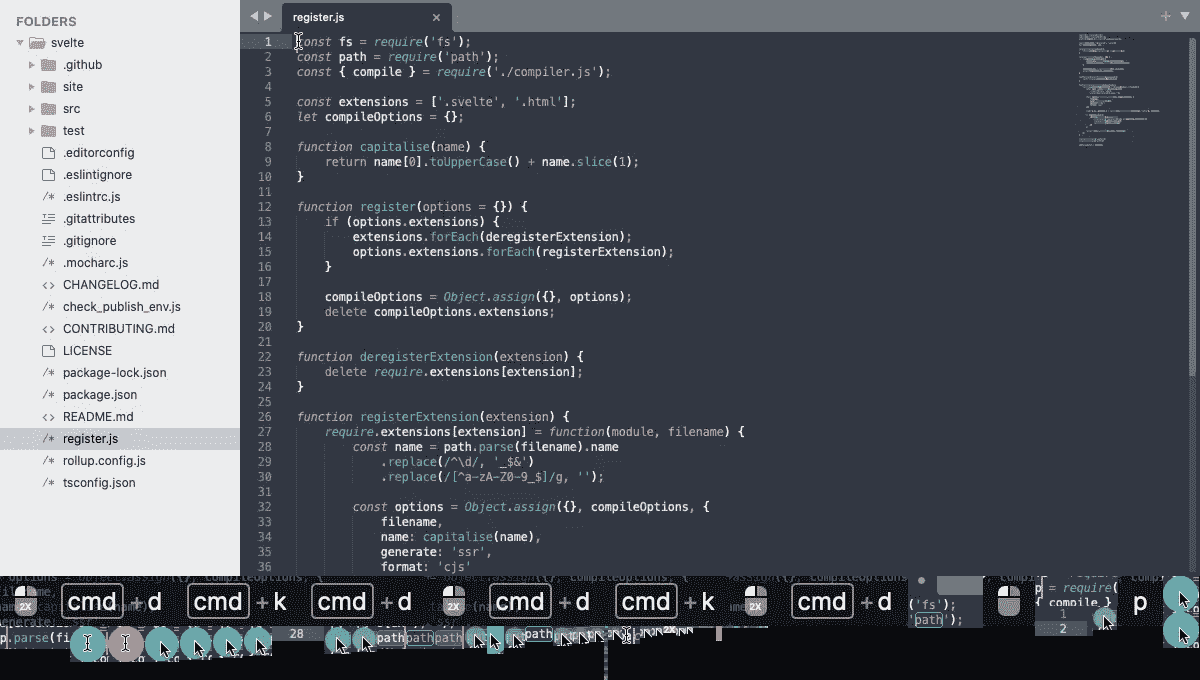 FOLDERS
svelte
.github
site
src
test
.editorconfig
.eslintignore
/* .eslintrc.js
.gitattributes
.gitignore
/* .mocharc.js
<> CHANGELOG.md
/* check_publish_env.js
<> CONTRIBUTING.md
LICENSE
/* package-lock.json
/* package.json
<> README.md
/* register.js
/* rollup.config.js
/* tsconfig.json
register.js ×
1 const fs = require('fs');
2 const path = require('path');
3 const { compile } = require('./compiler.js');
4
5 const extensions = ['.svelte', '.html'];
6 let compileOptions = {};
7
8 function capitalise(name) {
9 return name[0].toUpperCase() + name.slice(1);
10 }
11
12 function register(options = {}) {
13 if (options.extensions) {
14 extensions.forEach(deregisterExtension);
15 options.extensions.forEach(registerExtension);
16 }
17
18 compileOptions = Object.assign({}, options);
19 delete compileOptions.extensions;
20 }
21
22 function deregisterExtension(extension) {
23 delete require.extensions[extension];
24 }
25
26 function registerExtension(extension) {
27 require.extensions[extension] = function(module, filename) {
28 const name = path.parse(filename).name
29 .replace(/^\d/, '_$&')
30 .replace(/[^a-zA-Z0-9_$]/g, '');
31
32 const options = Object.assign({}, compileOptions, {
33 filename,
34 name: capitalise(name),
35 generate: 'ssr',
36 format: 'cjs'
2X cmd + d cmd + k cmd + d 2X cmd + d cmd + k 2X cmd + d
('fs');
'path');
= require(
{ compile }
1
2
p
p.parse(fi
28
path path path
path